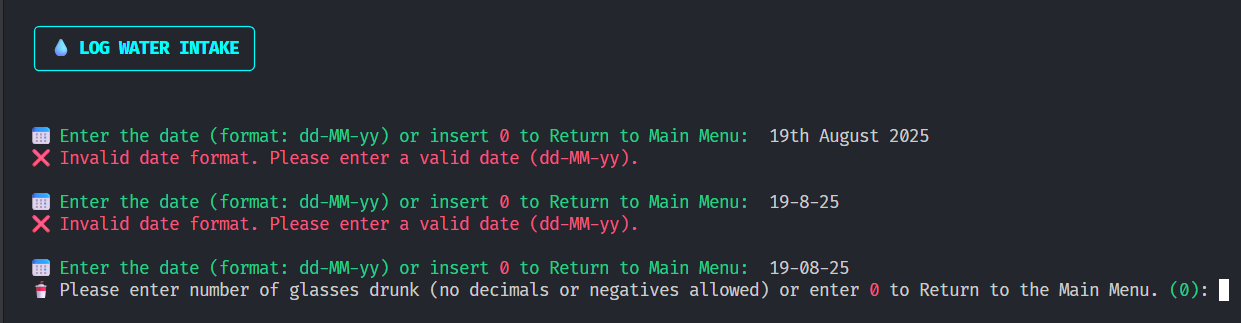 💧 LOG WATER INTAKE
📅 Enter the date (format: dd-MM-yy) or insert 0 to Return to Main Menu:  19th August 2025
❌ Invalid date format. Please enter a valid date (dd-MM-yy).
📅 Enter the date (format: dd-MM-yy) or insert 0 to Return to Main Menu:  19-8-25
❌ Invalid date format. Please enter a valid date (dd-MM-yy).
📅 Enter the date (format: dd-MM-yy) or insert 0 to Return to Main Menu:  19-08-25
🥤 Please enter number of glasses drunk (no decimals or negatives allowed) or enter 0 to Return to the Main Menu. (0):